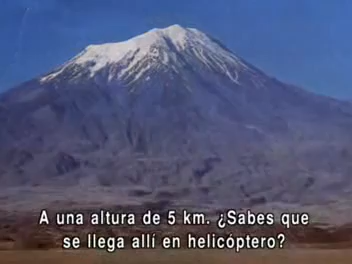 A una altura de 5 km. ¿Sabes que
se llega allí en helicóptero?